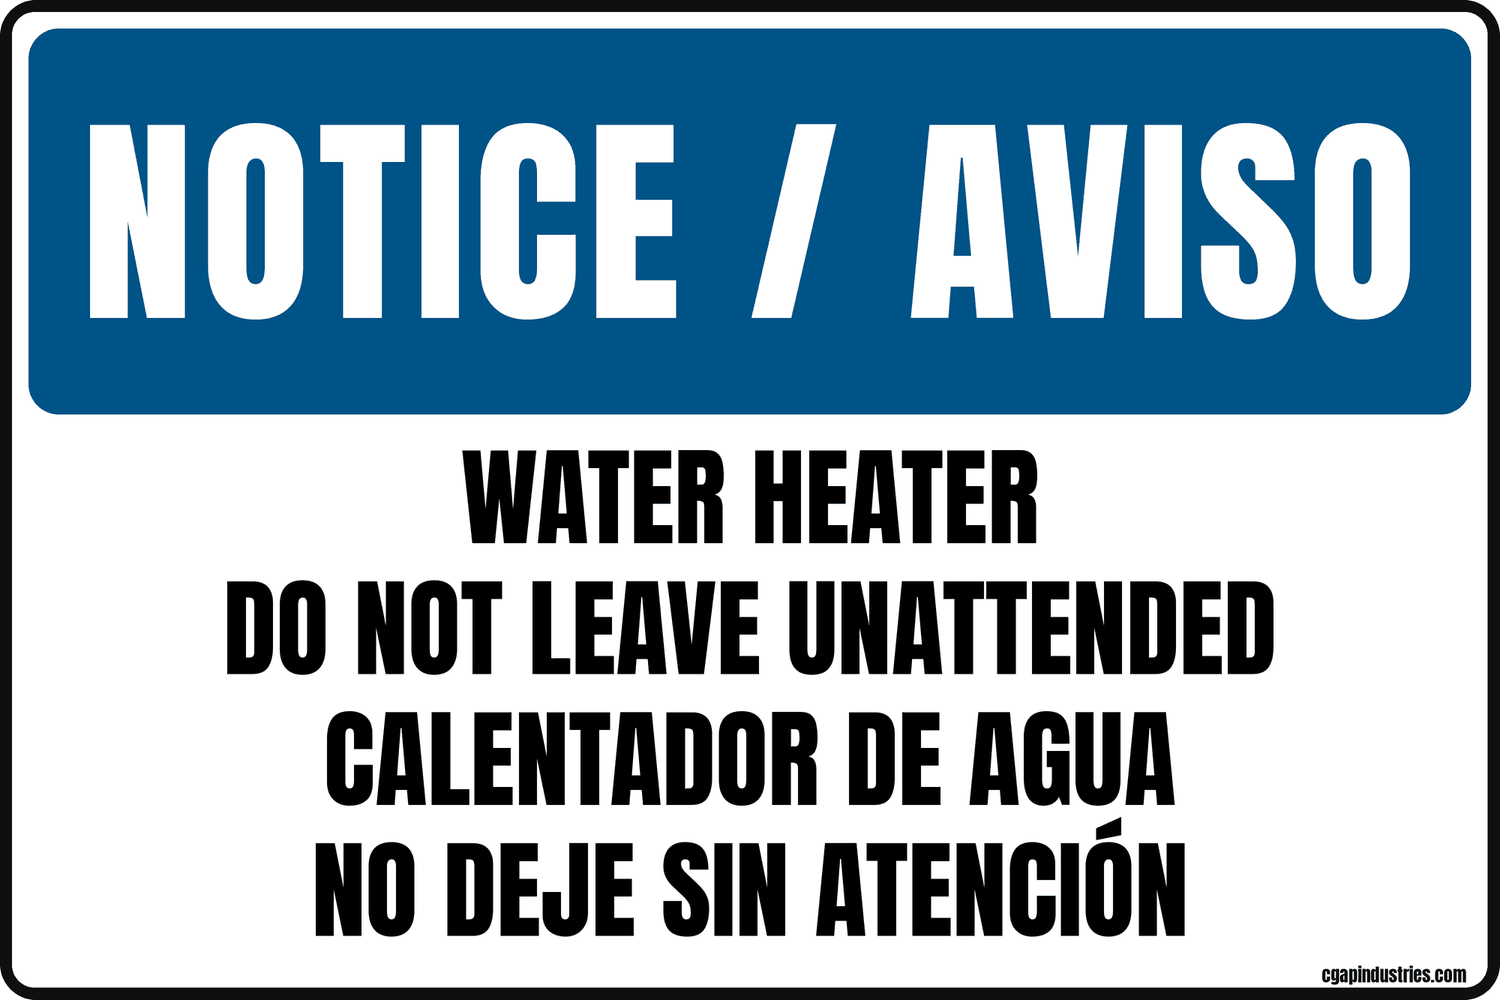 NOTICE / AVISO
WATER HEATER
DO NOT LEAVE UNATTENDED
CALENTADOR DE AGUA
NO DEJE SIN ATENCIÓN
cgapindustries.com